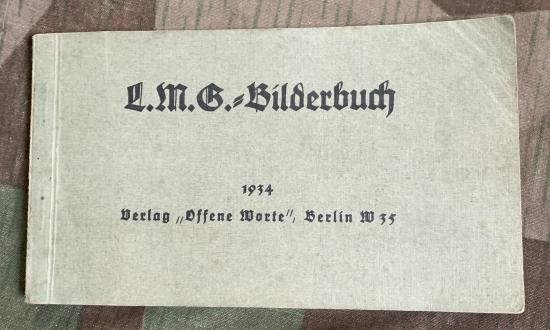 L.M.G.=Bilderbuch
1934
Verlag „Offene Worte", Berlin W 35